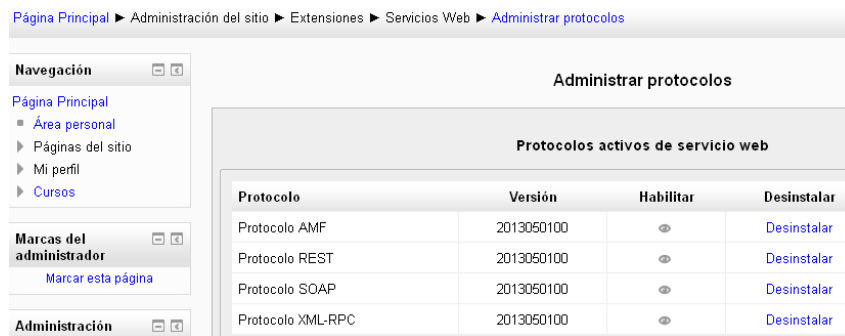 Página Principal ► Administración del sitio ► Extensiones ► Servicios Web ► Administrar protocolos
Navegación
Página Principal
Área personal
Páginas del sitio
Mi perfil
Cursos
Marcas del administrador
Marcar esta página
Administración
Administrar protocolos
Protocolos activos de servicio web
Protocolo Versión Habilitar Desinstalar
Protocolo AMF 2013050100 Desinstalar
Protocolo REST 2013050100 Desinstalar
Protocolo SOAP 2013050100 Desinstalar
Protocolo XML-RPC 2013050100 Desinstalar